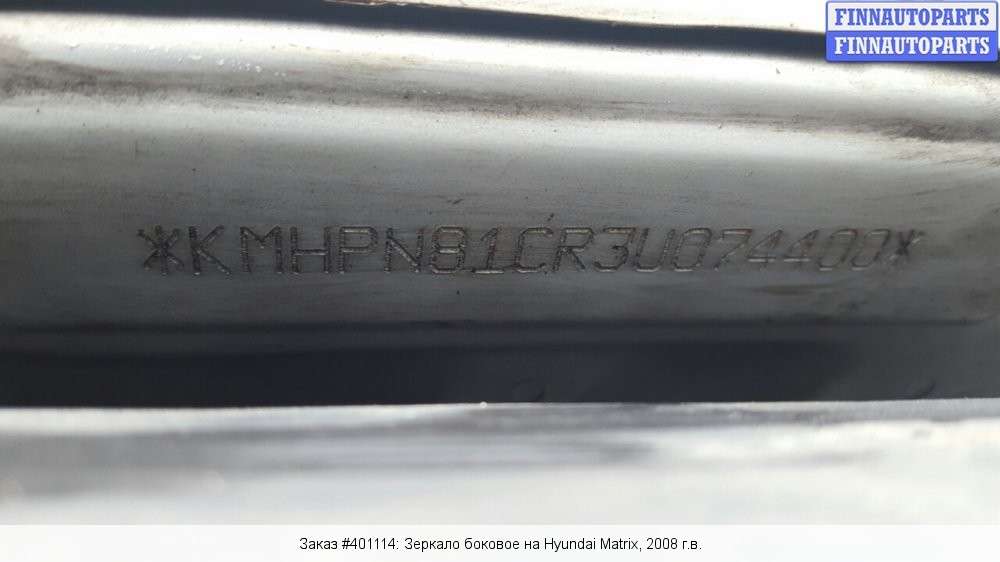 FINNAUTOPARTS
FINNAUTOPARTS
*KMHPN81CR3U074400*
Заказ #401114: Зеркало боковое на Hyundai Matrix, 2008 г.в.